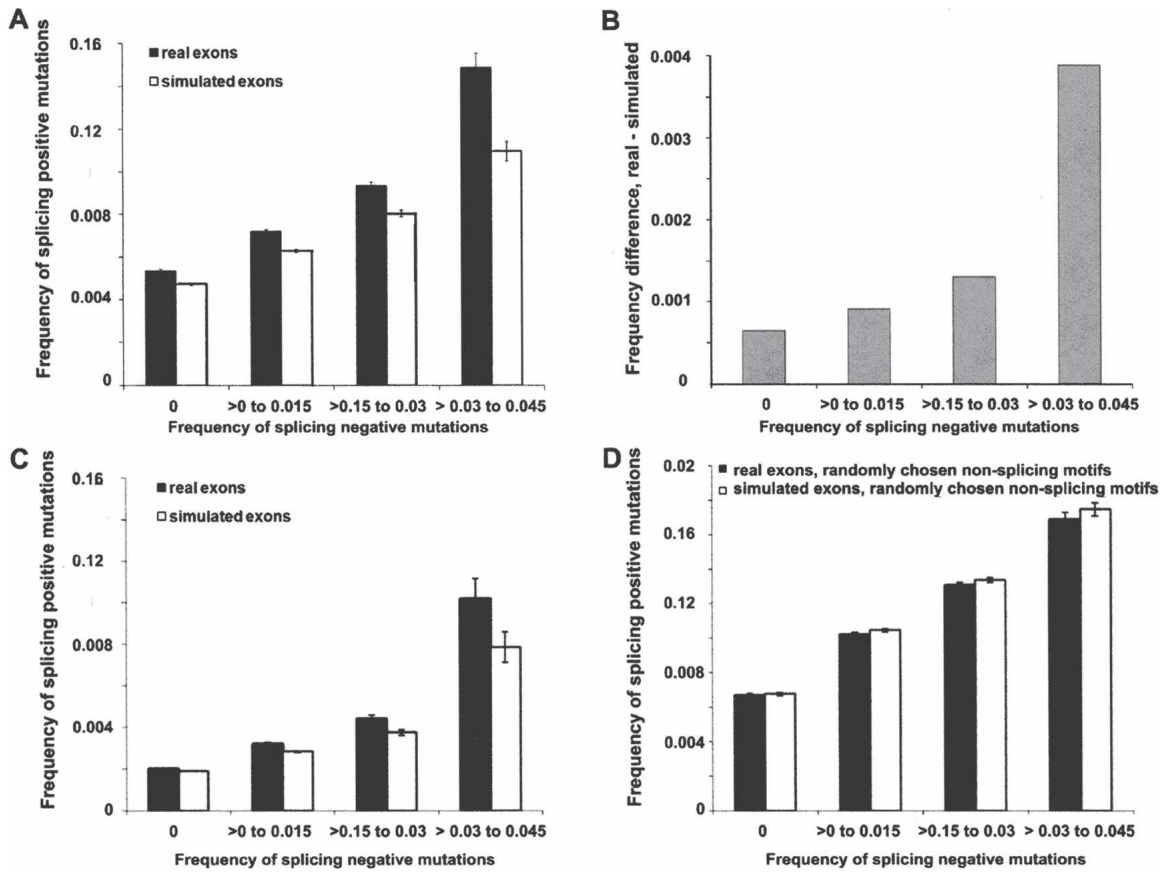 A
Frequency of splicing positive mutations
0.16
0.12
0.008
0.004
0
real exons
simulated exons
0
>0 to 0.015
>0.15 to 0.03
> 0.03 to 0.045
Frequency of splicing negative mutations
B
Frequency difference, real - simulated
0.004
0.003
0.002
0.001
0
0
>0 to 0.015
>0.15 to 0.03
> 0.03 to 0.045
Frequency of splicing negative mutations
C
Frequency of splicing positive mutations
0.16
0.12
0.008
0.004
0
real exons
simulated exons
0
>0 to 0.015
>0.15 to 0.03
> 0.03 to 0.045
Frequency of splicing negative mutations
D
Frequency of splicing positive mutations
0.02
0.16
0.12
0.008
0.004
0
real exons, randomly chosen non-splicing motifs
simulated exons, randomly chosen non-splicing motifs
0
>0 to 0.015
>0.15 to 0.03
> 0.03 to 0.045
Frequency of splicing negative mutations